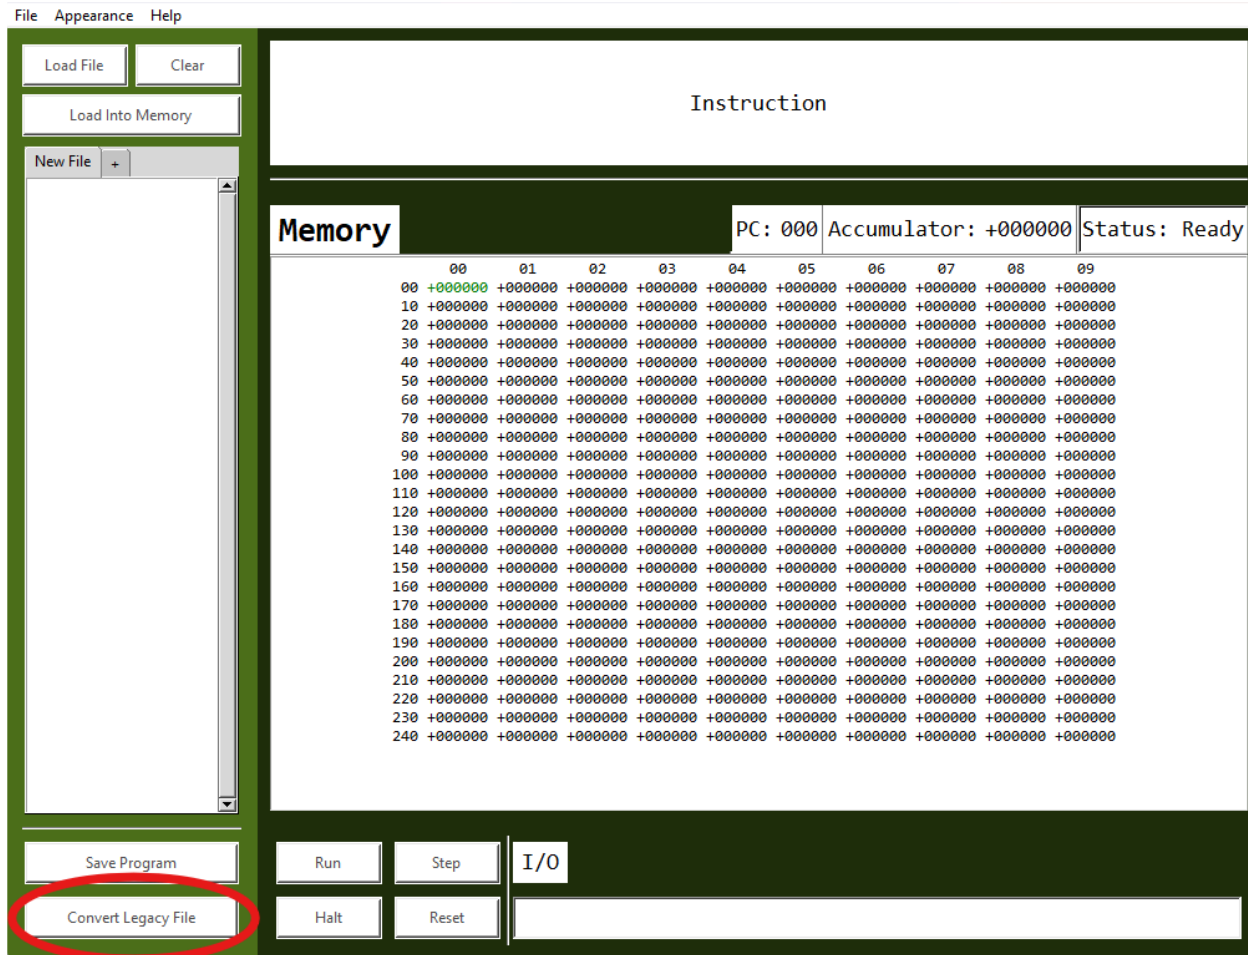 File Appearance Help
Load File Clear
Load Into Memory
New File +
Instruction
Memory PC: 000 Accumulator: +000000 Status: Ready
00 01 02 03 04 05 06 07 08 09
00 +000000 +000000 +000000 +000000 +000000 +000000 +000000 +000000 +000000 +000000
10 +000000 +000000 +000000 +000000 +000000 +000000 +000000 +000000 +000000 +000000
20 +000000 +000000 +000000 +000000 +000000 +000000 +000000 +000000 +000000 +000000
30 +000000 +000000 +000000 +000000 +000000 +000000 +000000 +000000 +000000 +000000
40 +000000 +000000 +000000 +000000 +000000 +000000 +000000 +000000 +000000 +000000
50 +000000 +000000 +000000 +000000 +000000 +000000 +000000 +000000 +000000 +000000
60 +000000 +000000 +000000 +000000 +000000 +000000 +000000 +000000 +000000 +000000
70 +000000 +000000 +000000 +000000 +000000 +000000 +000000 +000000 +000000 +000000
80 +000000 +000000 +000000 +000000 +000000 +000000 +000000 +000000 +000000 +000000
90 +000000 +000000 +000000 +000000 +000000 +000000 +000000 +000000 +000000 +000000
100 +000000 +000000 +000000 +000000 +000000 +000000 +000000 +000000 +000000 +000000
110 +000000 +000000 +000000 +000000 +000000 +000000 +000000 +000000 +000000 +000000
120 +000000 +000000 +000000 +000000 +000000 +000000 +000000 +000000 +000000 +000000
130 +000000 +000000 +000000 +000000 +000000 +000000 +000000 +000000 +000000 +000000
140 +000000 +000000 +000000 +000000 +000000 +000000 +000000 +000000 +000000 +000000
150 +000000 +000000 +000000 +000000 +000000 +000000 +000000 +000000 +000000 +000000
160 +000000 +000000 +000000 +000000 +000000 +000000 +000000 +000000 +000000 +000000
170 +000000 +000000 +000000 +000000 +000000 +000000 +000000 +000000 +000000 +000000
180 +000000 +000000 +000000 +000000 +000000 +000000 +000000 +000000 +000000 +000000
190 +000000 +000000 +000000 +000000 +000000 +000000 +000000 +000000 +000000 +000000
200 +000000 +000000 +000000 +000000 +000000 +000000 +000000 +000000 +000000 +000000
210 +000000 +000000 +000000 +000000 +000000 +000000 +000000 +000000 +000000 +000000
220 +000000 +000000 +000000 +000000 +000000 +000000 +000000 +000000 +000000 +000000
230 +000000 +000000 +000000 +000000 +000000 +000000 +000000 +000000 +000000 +000000
240 +000000 +000000 +000000 +000000 +000000 +000000 +000000 +000000 +000000 +000000
Save Program Run Step I/O
Convert Legacy File Halt Reset